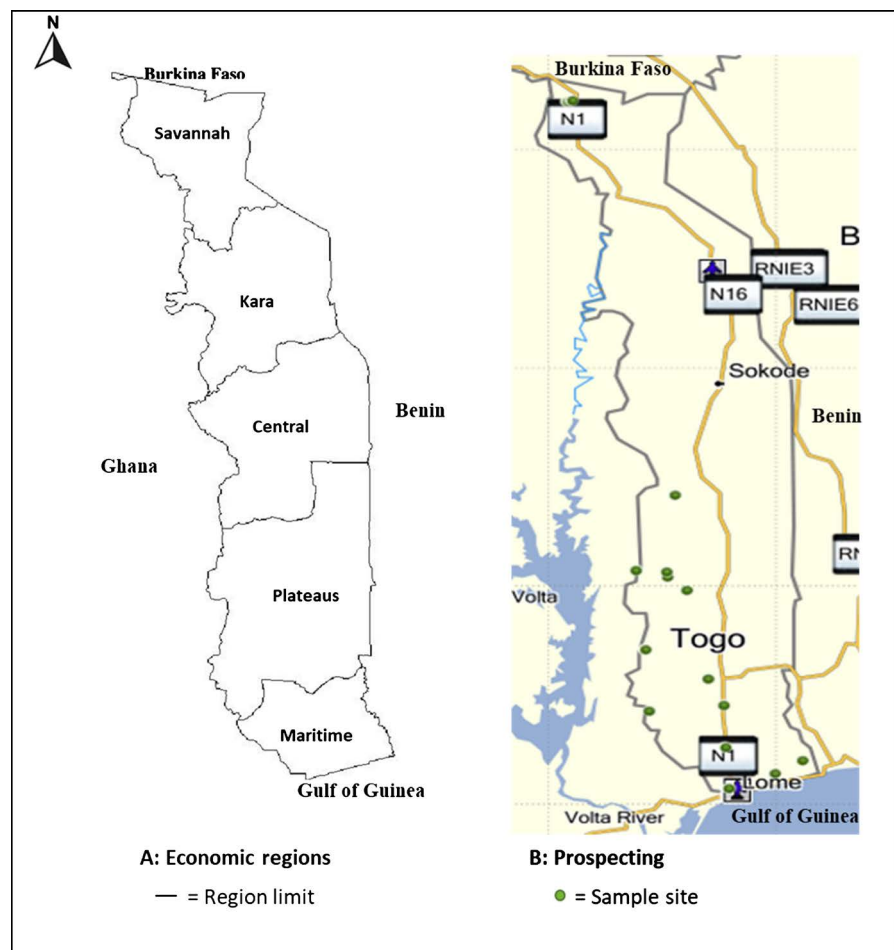 N
Burkina Faso
Savannah
Kara
Central
Benin
Ghana
Plateaus
Maritime
Gulf of Guinea
A: Economic regions
— = Region limit
Burkina Faso
N1
B
RNIE3
N16
RNIE6
Sokode
Benin
RN
Volta
Togo
N1
Lome
Volta River
Gulf of Guinea
B: Prospecting
= Sample site